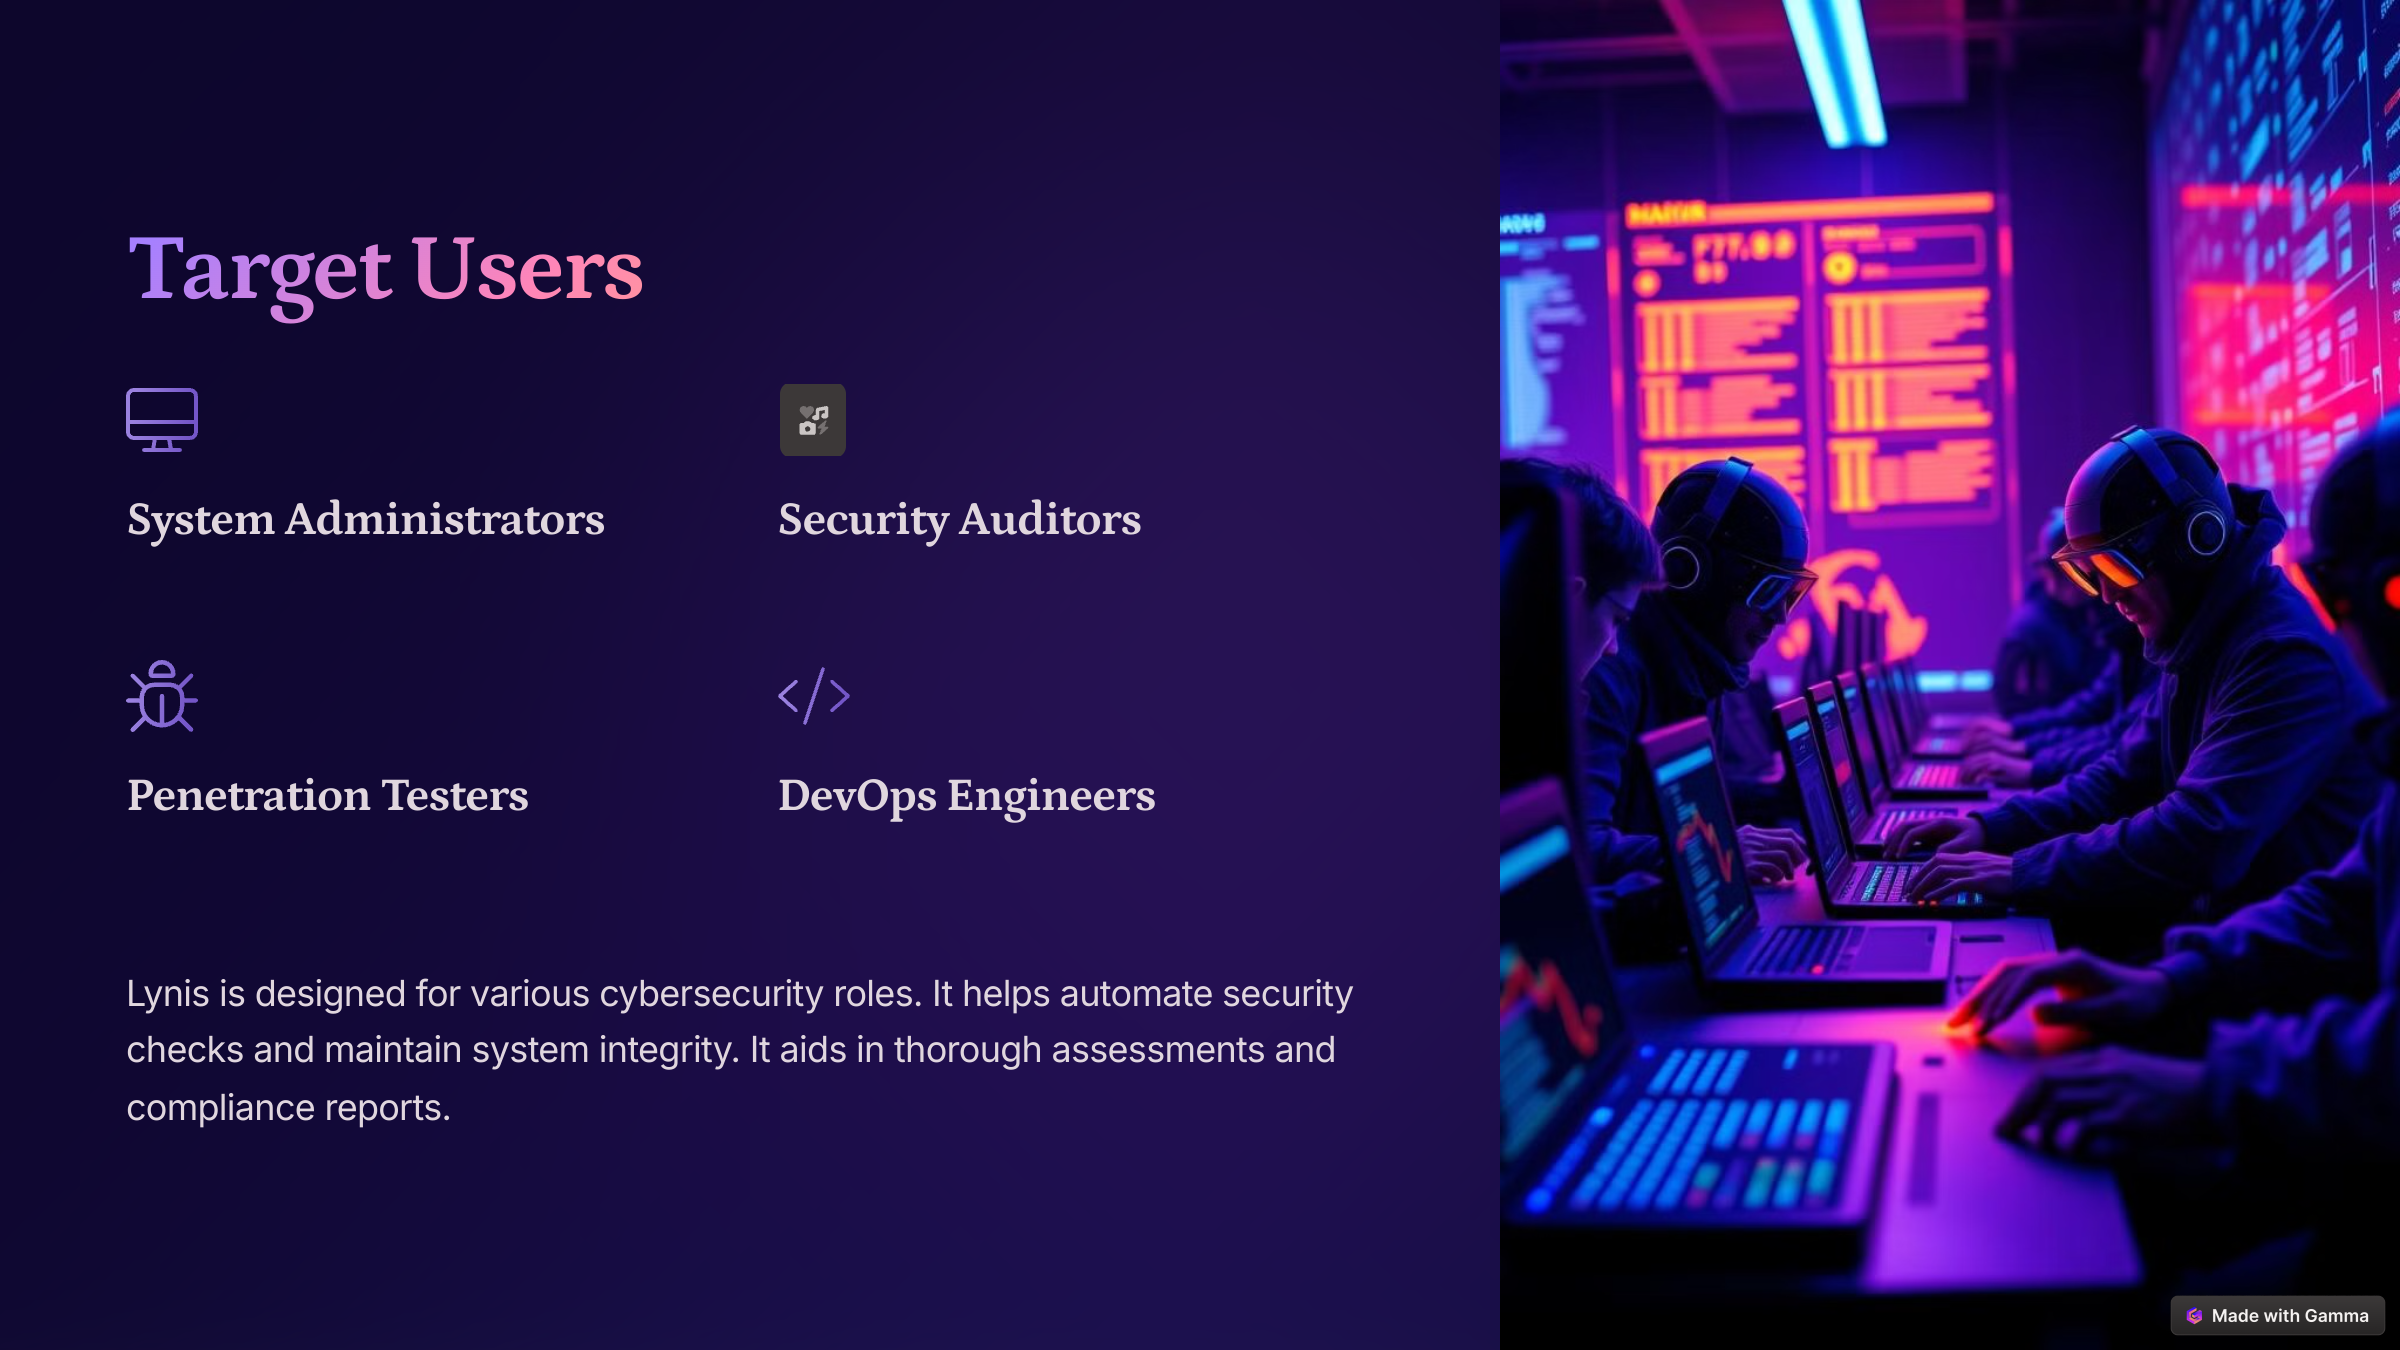 Target Users
System Administrators
Security Auditors
Penetration Testers
DevOps Engineers
Lynis is designed for various cybersecurity roles. It helps automate security
checks and maintain system integrity. It aids in thorough assessments and
compliance reports.
Made with Gamma